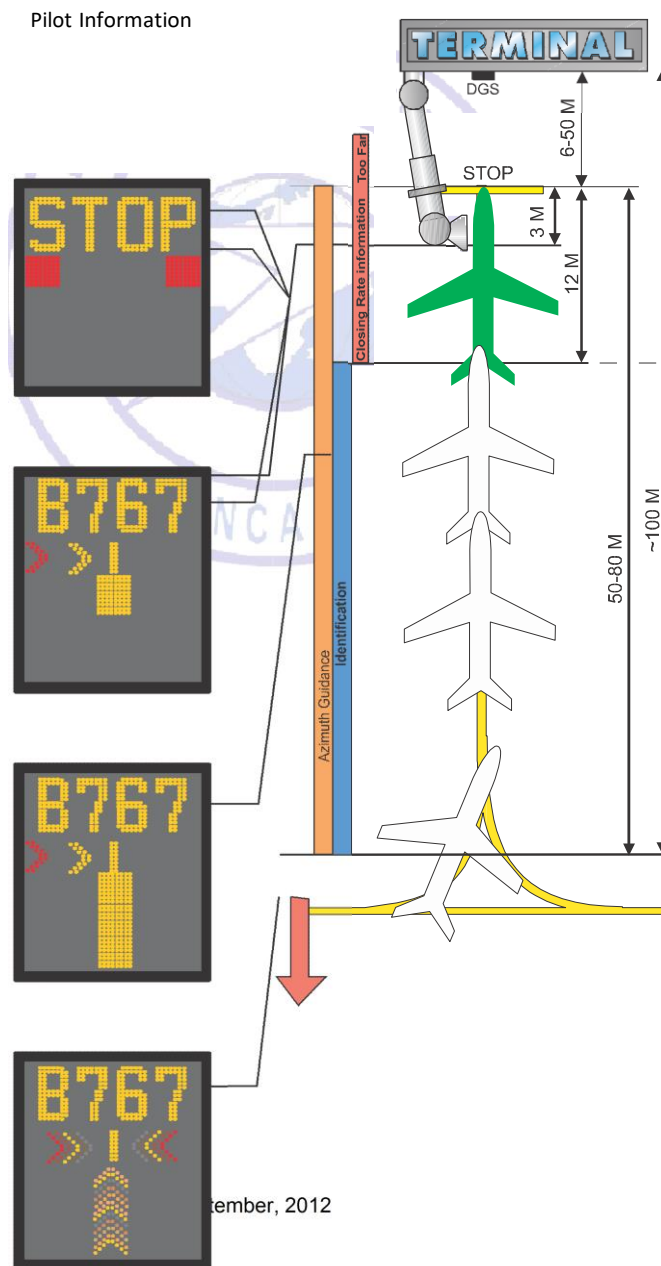 Pilot Information
TERMINAL
DGS
6-50 M
Too Far
STOP
STOP
3 M
Closing Rate information
12 M
B767
NCA
50-80 M
~100 M
Identification
Azimuth Guidance
B767
B767
tember, 2012